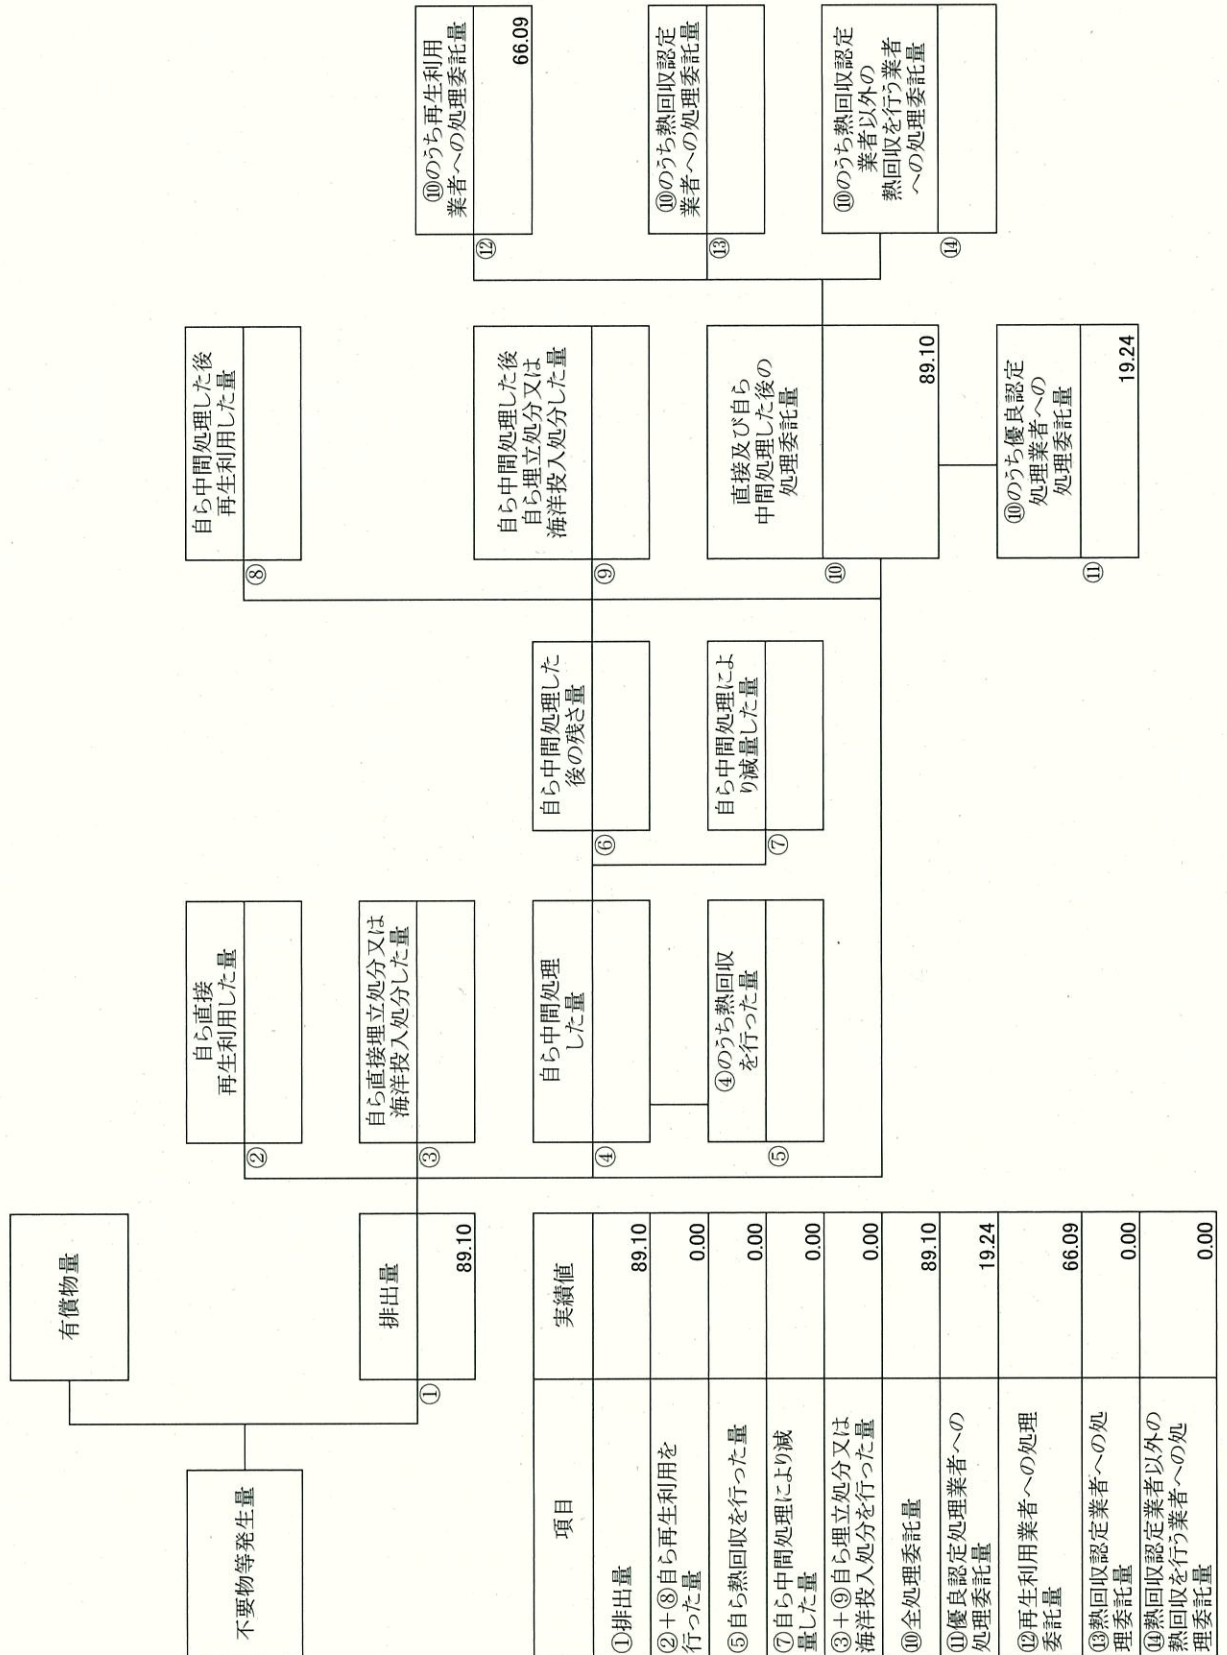 不要物等発生量
有償物量
排出量
①
89.10
自ら直接
再生利用した量
②
自ら直接埋立処分又は
海洋投入処分した量
③
自ら中間処理
した量
④
④のうち熱回収
を行った量
⑤
自ら中間処理した
後の残さ量
⑥
自ら中間処理によ
り減量した量
⑦
自ら中間処理した後
再生利用した量
⑧
自ら中間処理した後
自ら埋立処分又は
海洋投入処分した量
⑨
直接及び自ら
中間処理した後の
処理委託量
⑩
89.10
⑩のうち優良認定
処理業者への
処理委託量
⑪
19.24
⑩のうち再生利用
業者への処理委託量
⑫
66.09
⑩のうち熱回収認定
業者への処理委託量
⑬
⑩のうち熱回収認定
業者以外の
熱回収を行う業者
への処理委託量
⑭
項目 実績値
①排出量 89.10
②+⑧自ら再生利用を
行った量 0.00
⑤自ら熱回収を行った量 0.00
⑦自ら中間処理により減
量した量 0.00
③+⑨自ら埋立処分又は
海洋投入処分を行った量 0.00
⑩全処理委託量 89.10
⑪優良認定処理業者への
処理委託量 19.24
⑫再生利用業者への処理
委託量 66.09
⑬熱回収認定業者への処
理委託量 0.00
⑭熱回収認定業者以外の
熱回収を行う業者への処
理委託量 0.00